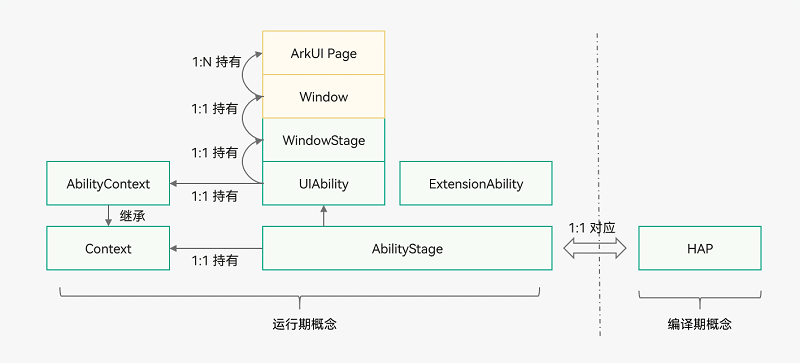 ArkUI Page
1:N 持有
Window
1:1 持有
WindowStage
1:1 持有
AbilityContext
UIAbility
ExtensionAbility
1:1 持有
继承
1:1 对应
Context
AbilityStage
HAP
1:1 持有
运行期概念
编译期概念